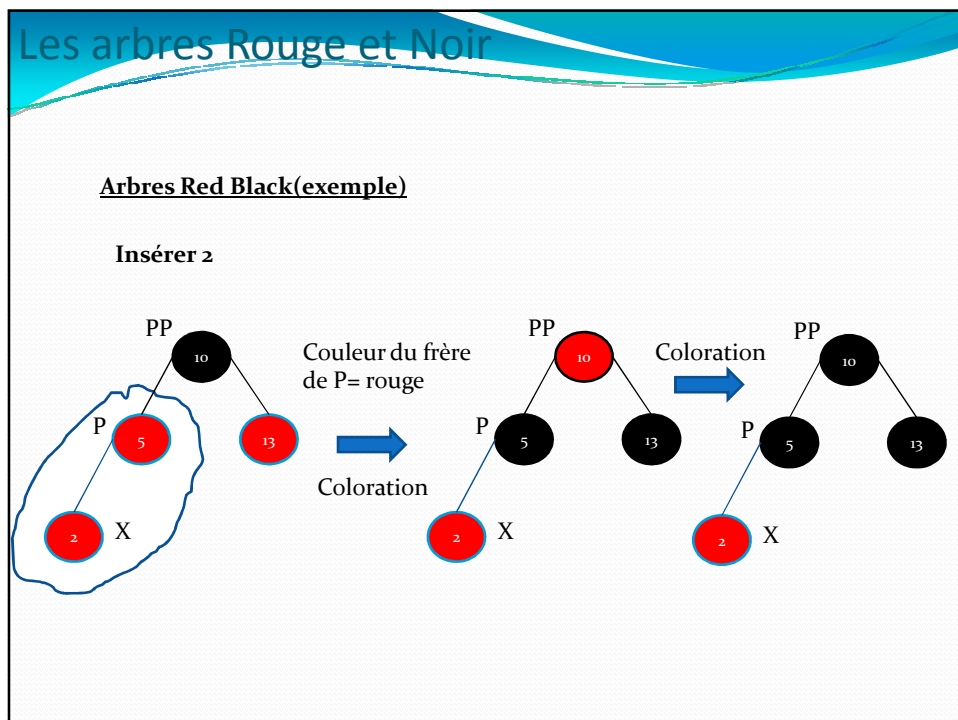 Les arbres Rouge et Noir
Arbres Red Black(exemple)
Insérer 2
PP
10
P
5
13
2
X
Couleur du frère
de P= rouge
Coloration
PP
10
P
5
13
2
X
Coloration
PP
10
P
5
13
2
X